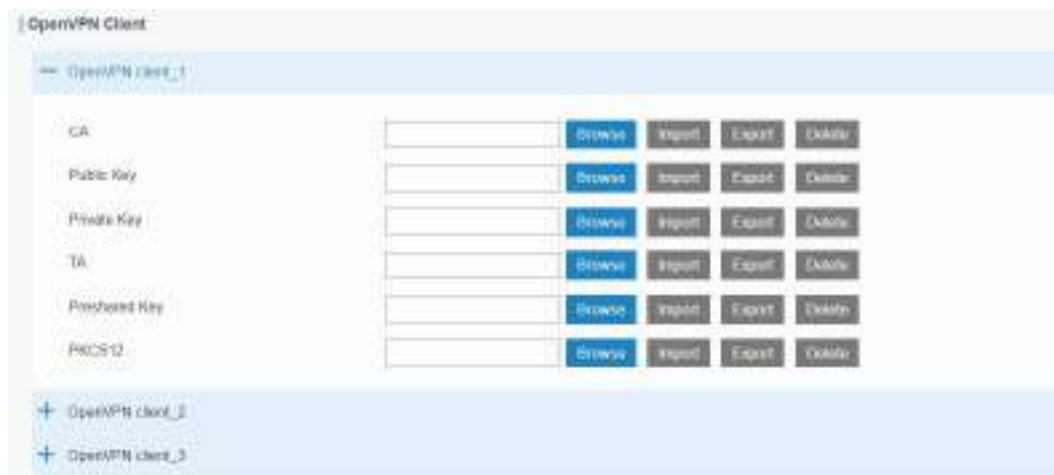 OpenVPN Client
OpenVPN client_1
CA Browse Import Export Delete
Public Key Browse Import Export Delete
Private Key Browse Import Export Delete
TA Browse Import Export Delete
Preshared Key Browse Import Export Delete
PKCS12 Browse Import Export Delete
OpenVPN client_2
OpenVPN client_3